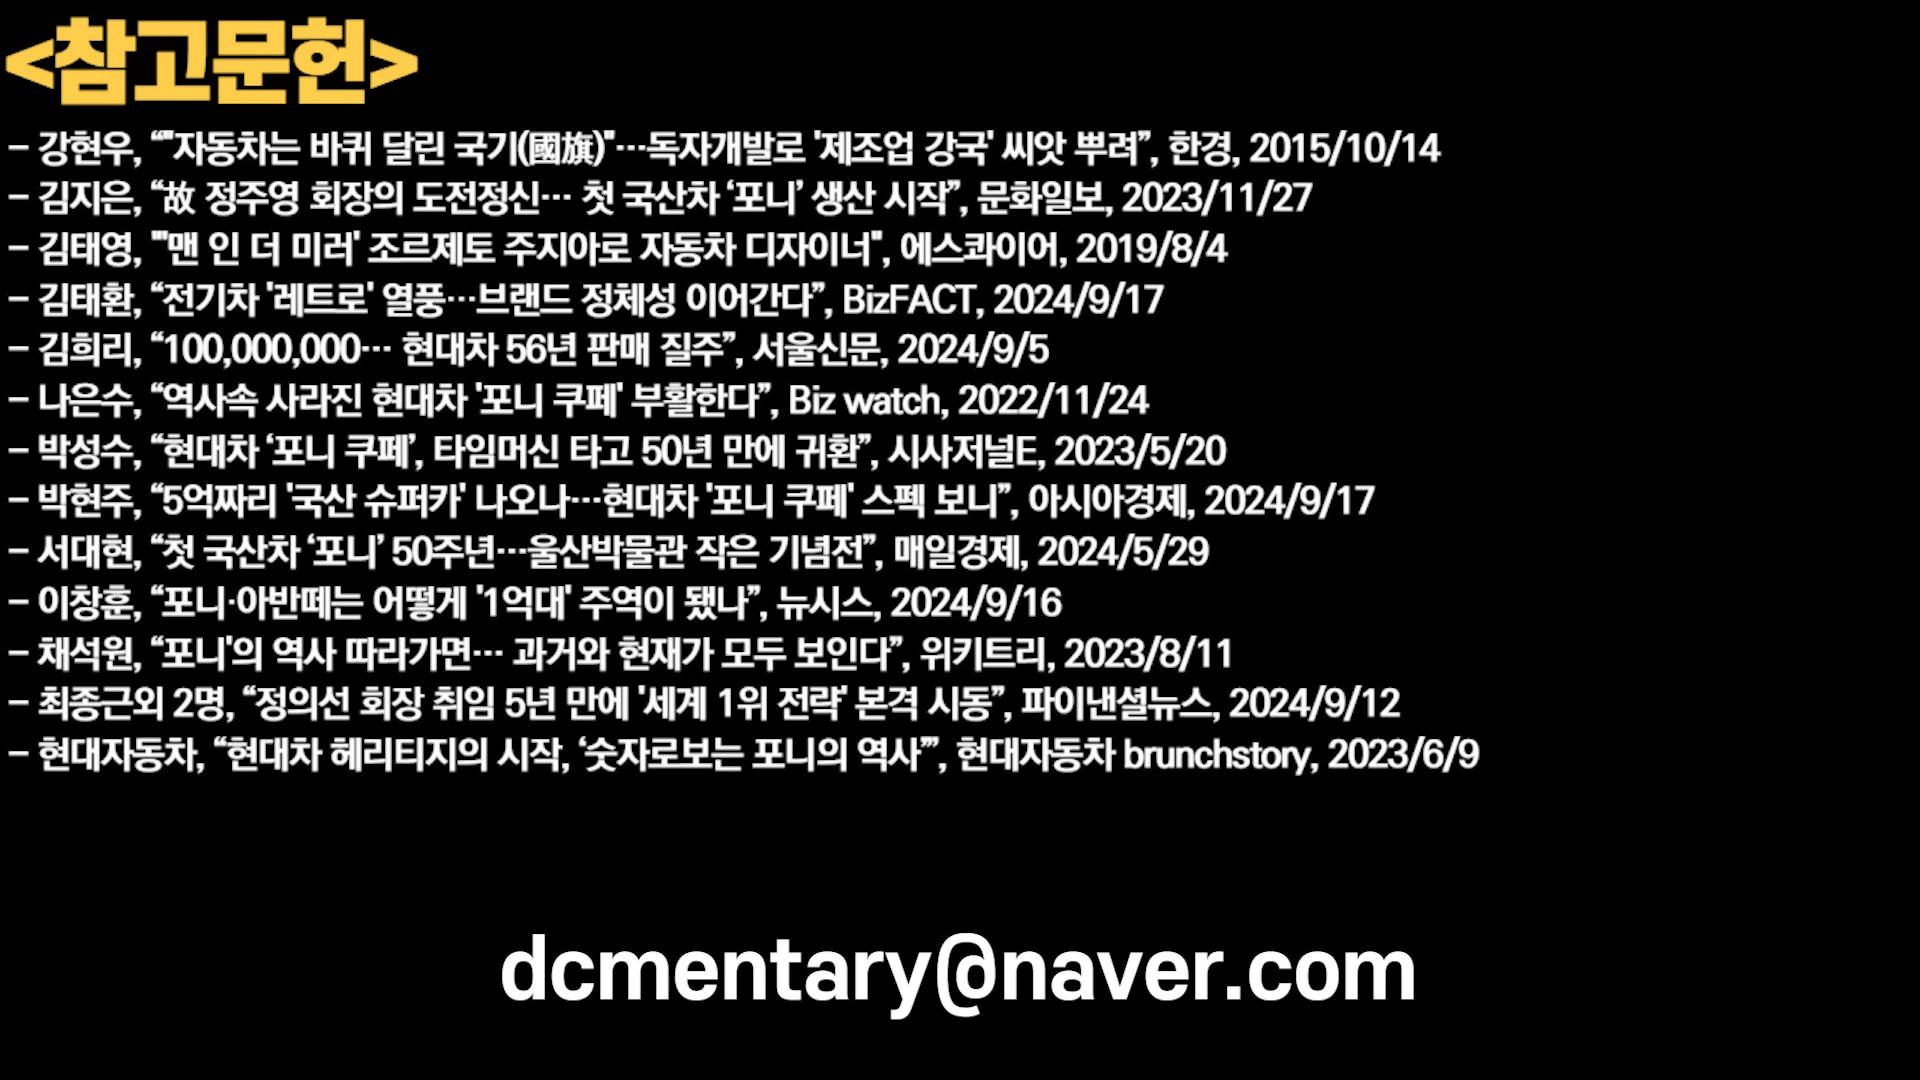 <참고문헌>
- 강현우, “"자동차는 바퀴 달린 국기(國旗)"…독자개발로 '제조업 강국' 씨앗 뿌려”, 한경, 2015/10/14
- 김지은, “故 정주영 회장의 도전정신… 첫 국산차 ‘포니’ 생산 시작”, 문화일보, 2023/11/27
- 김태영, "'맨 인 더 미러' 조르제토 주지아로 자동차 디자이너", 에스콰이어, 2019/8/4
- 김태환, “전기차 '레트로' 열풍…브랜드 정체성 이어간다”, BizFACT, 2024/9/17
- 김희리, “100,000,000… 현대차 56년 판매 질주”, 서울신문, 2024/9/5
- 나은수, “역사속 사라진 현대차 '포니 쿠페' 부활한다”, Biz watch, 2022/11/24
- 박성수, “현대차 ‘포니 쿠페’, 타임머신 타고 50년 만에 귀환”, 시사저널E, 2023/5/20
- 박현주, “5억짜리 '국산 슈퍼카' 나오나…현대차 '포니 쿠페' 스펙 보니”, 아시아경제, 2024/9/17
- 서대현, “첫 국산차 ‘포니’ 50주년…울산박물관 작은 기념전”, 매일경제, 2024/5/29
- 이창훈, “포니·아반떼는 어떻게 '1억대' 주역이 됐나”, 뉴시스, 2024/9/16
- 채석원, “포니'의 역사 따라가면… 과거와 현재가 모두 보인다”, 위키트리, 2023/8/11
- 최종근외 2명, “정의선 회장 취임 5년 만에 '세계 1위 전략' 본격 시동”, 파이낸셜뉴스, 2024/9/12
- 현대자동차, “현대차 헤리티지의 시작, ‘숫자로보는 포니의 역사’”, 현대자동차 brunchstory, 2023/6/9
dcmentary@naver.com